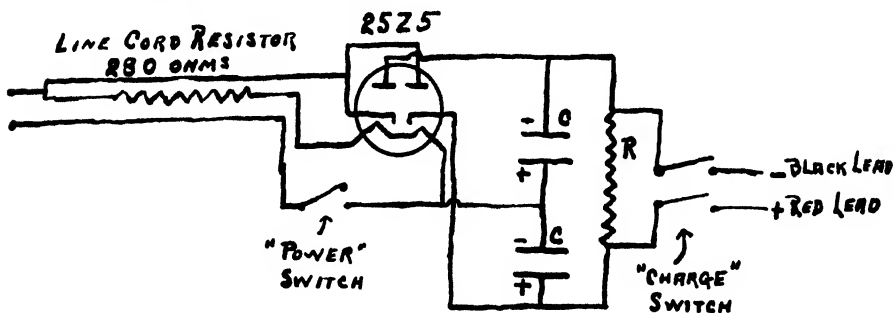 25Z5
LINE CORD RESISTOR
280 OHMS
- C
+
R
- BLACK LEAD
+ RED LEAD
- C
+
"POWER"
SWITCH
"CHARGE"
SWITCH